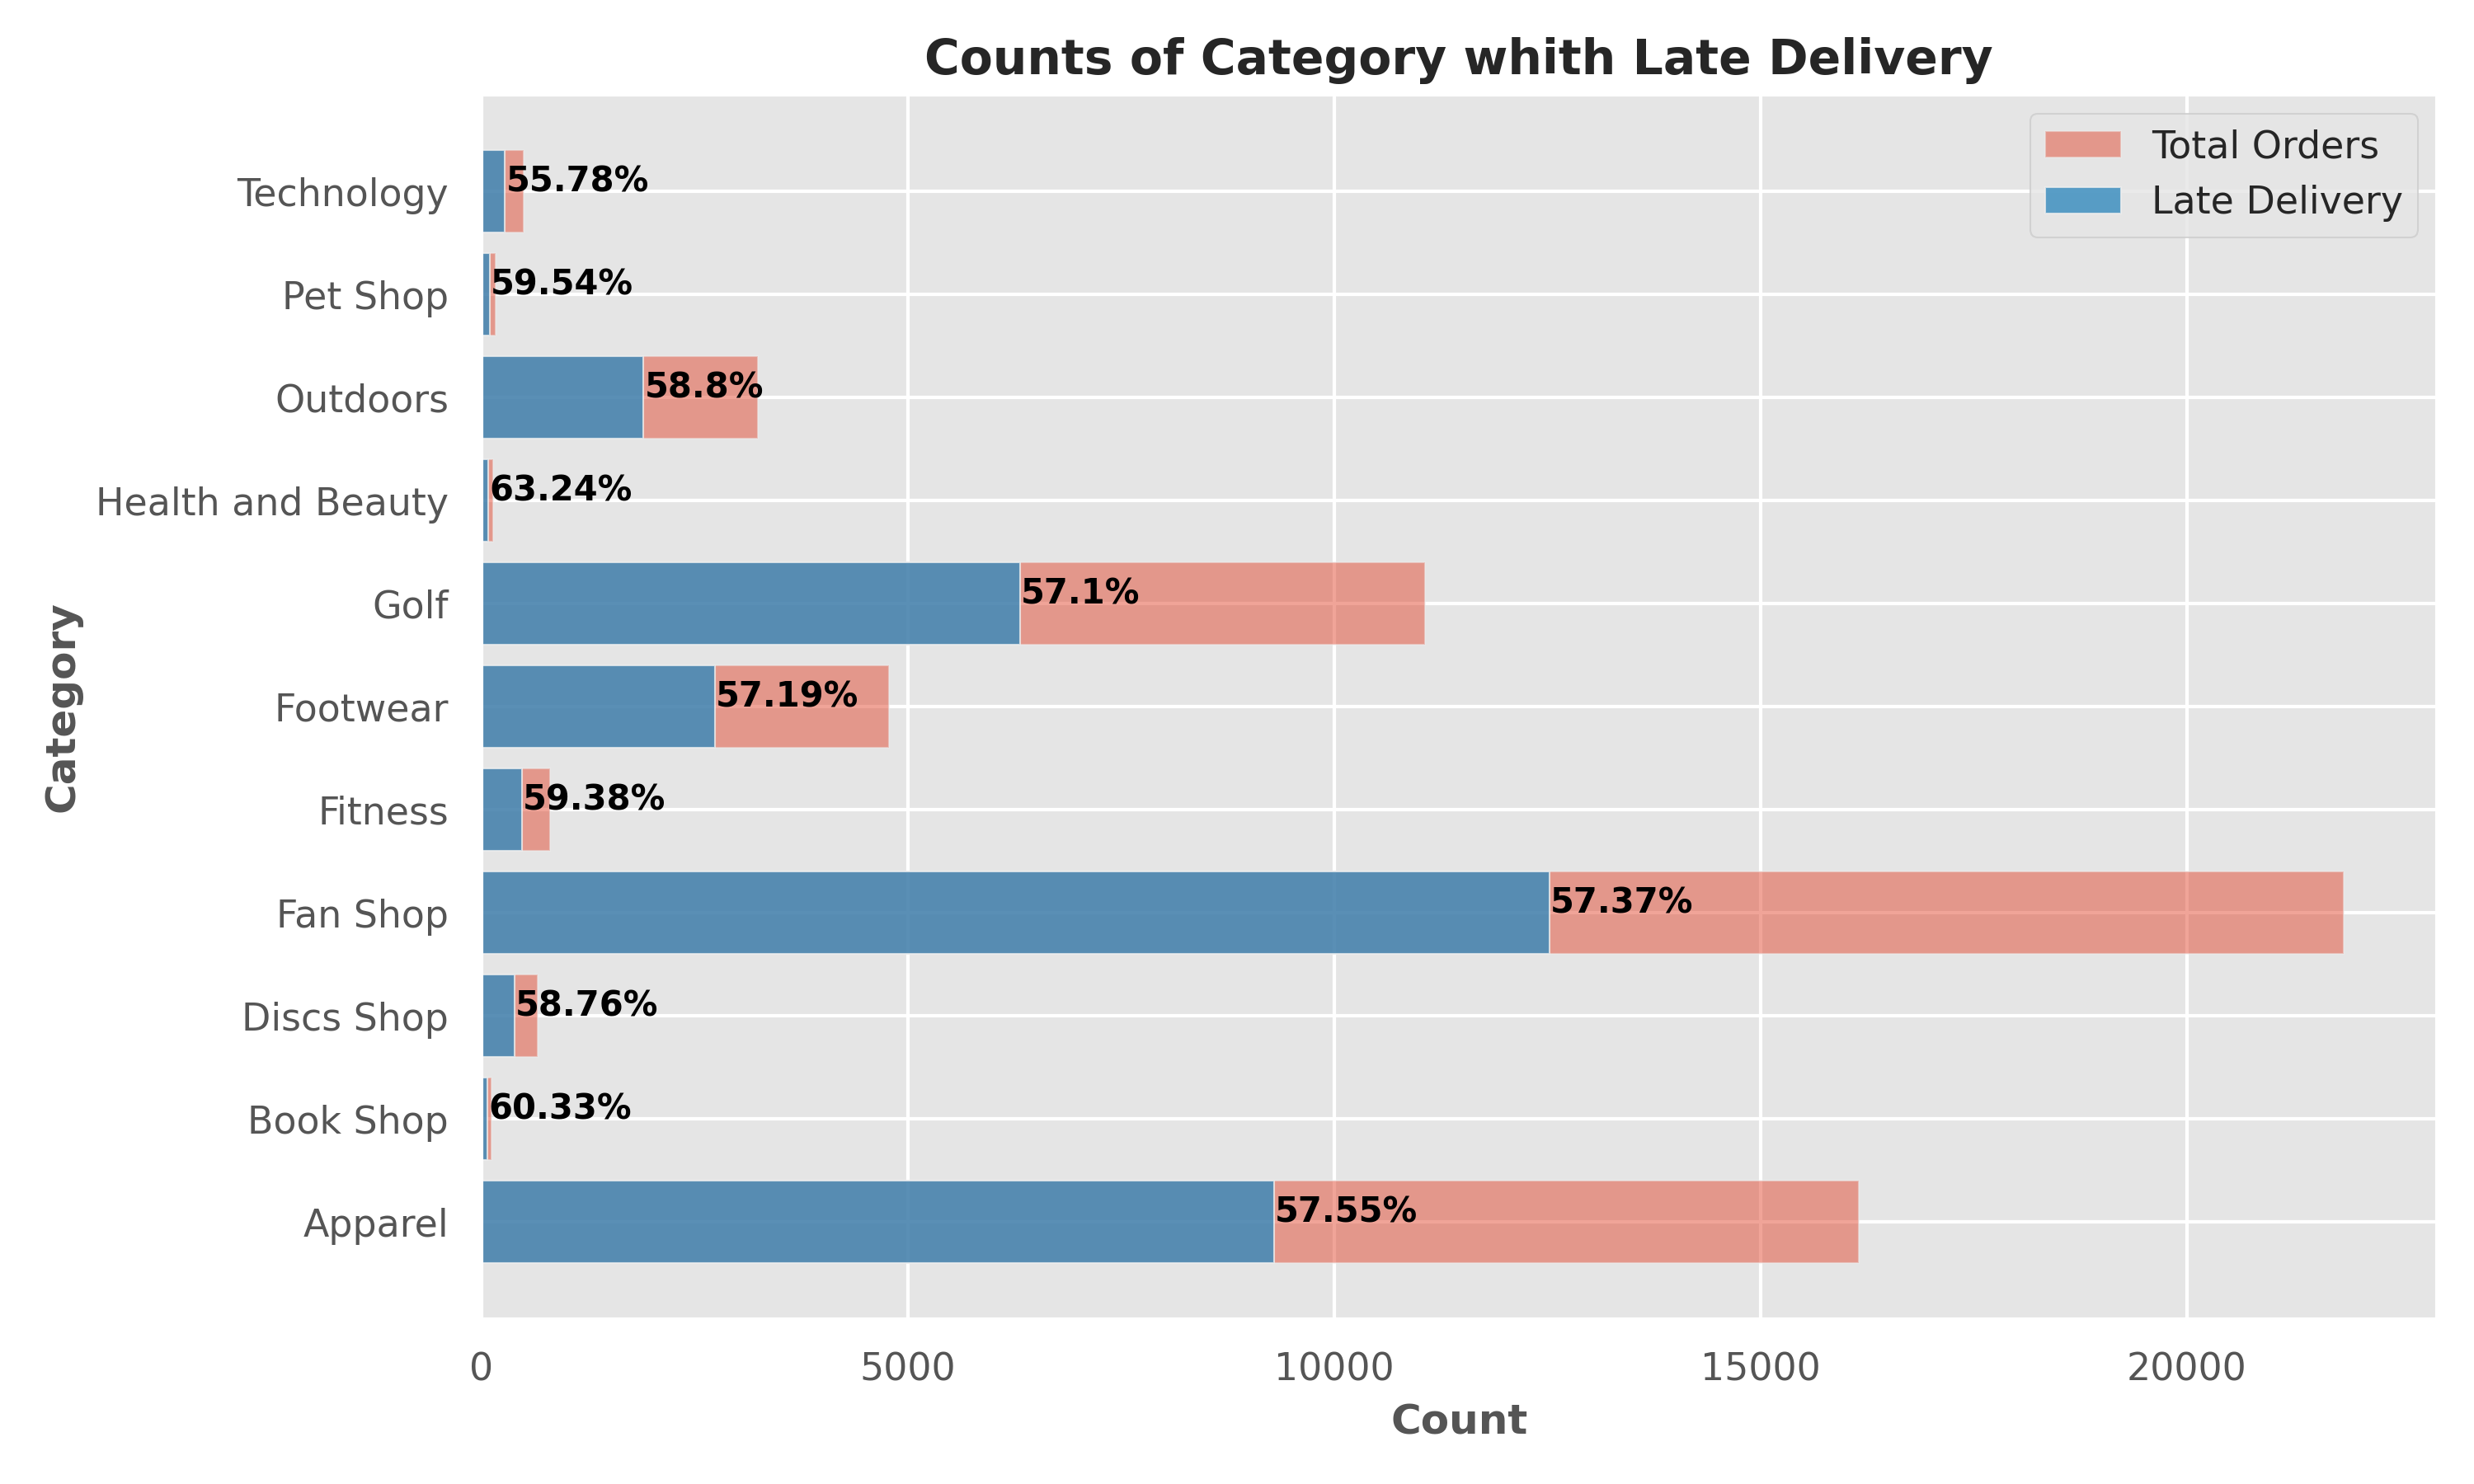 Counts of Category whith Late Delivery
Total Orders
Late Delivery
Category
Technology 55.78%
Pet Shop 59.54%
Outdoors 58.8%
Health and Beauty 63.24%
Golf 57.1%
Footwear 57.19%
Fitness 59.38%
Fan Shop 57.37%
Discs Shop 58.76%
Book Shop 60.33%
Apparel 57.55%
0 5000 10000 15000 20000
Count